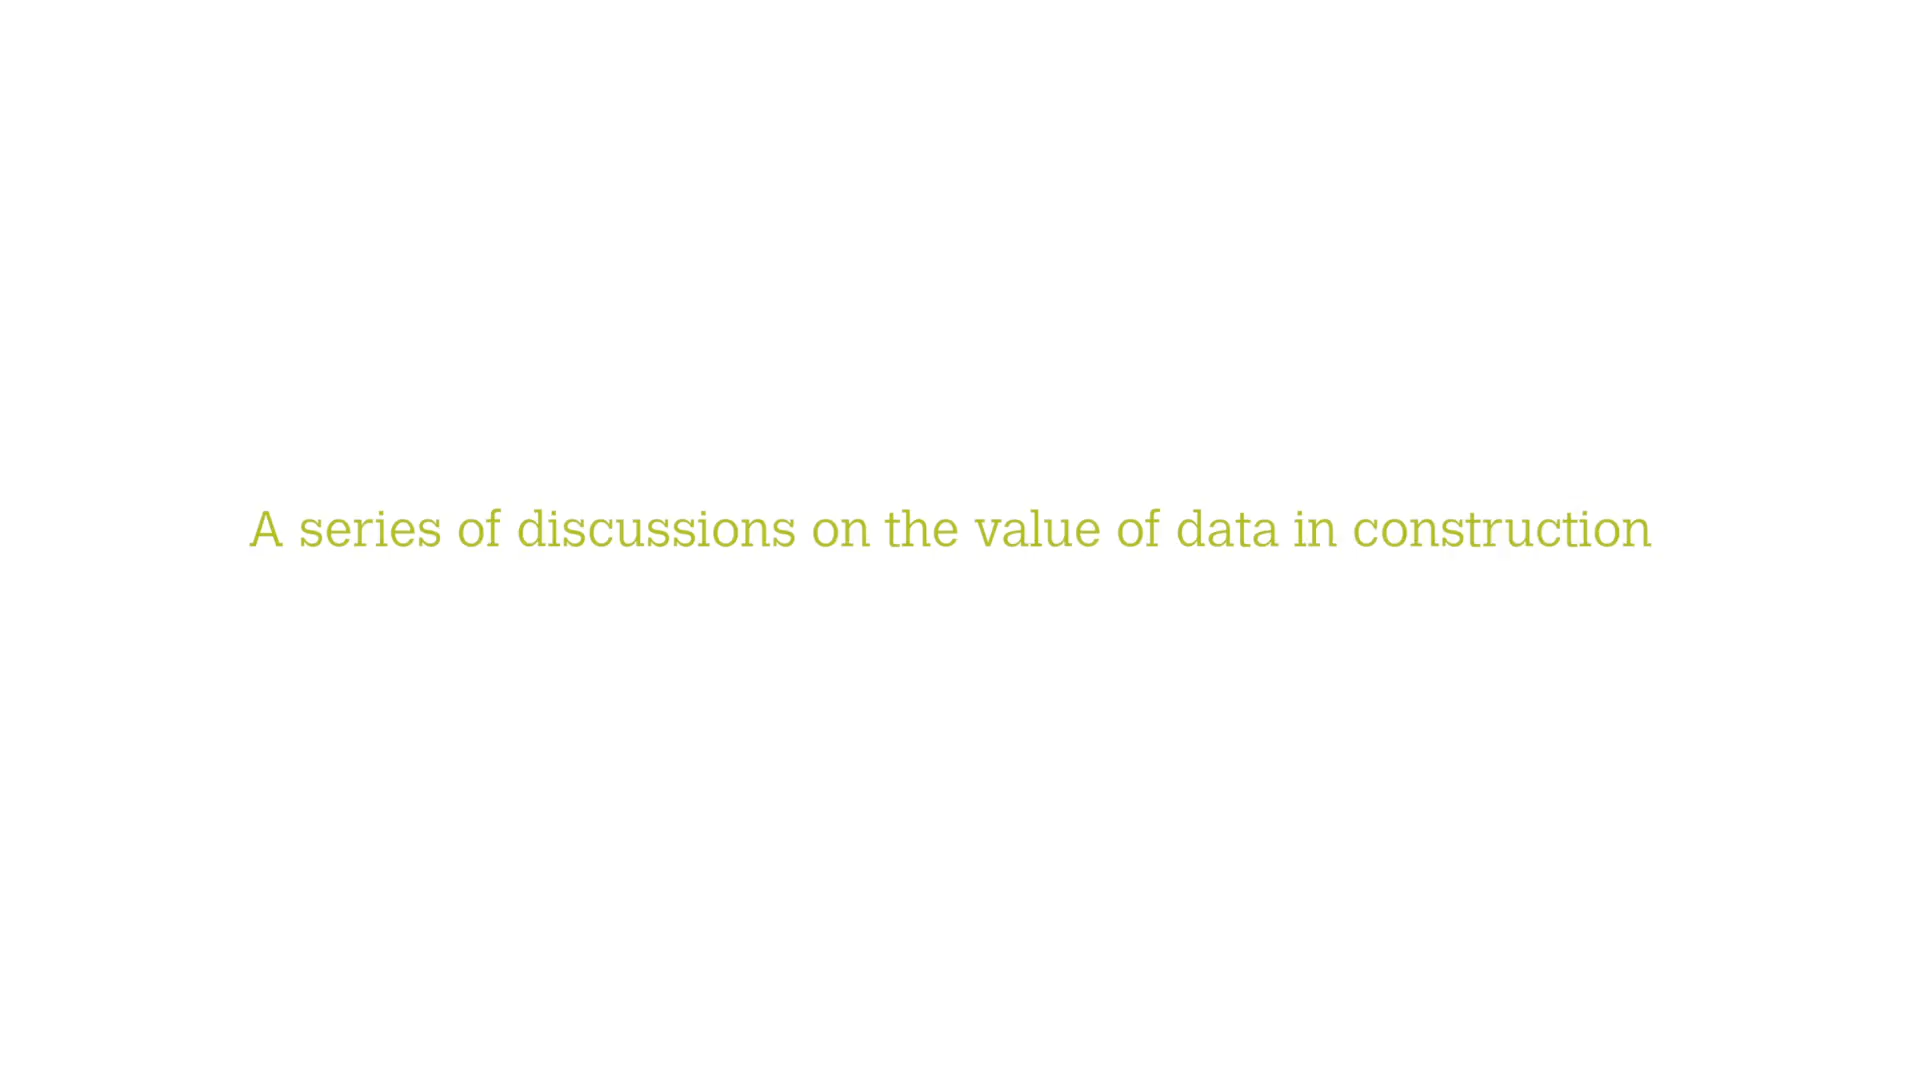 A series of discussions on the value of data in construction